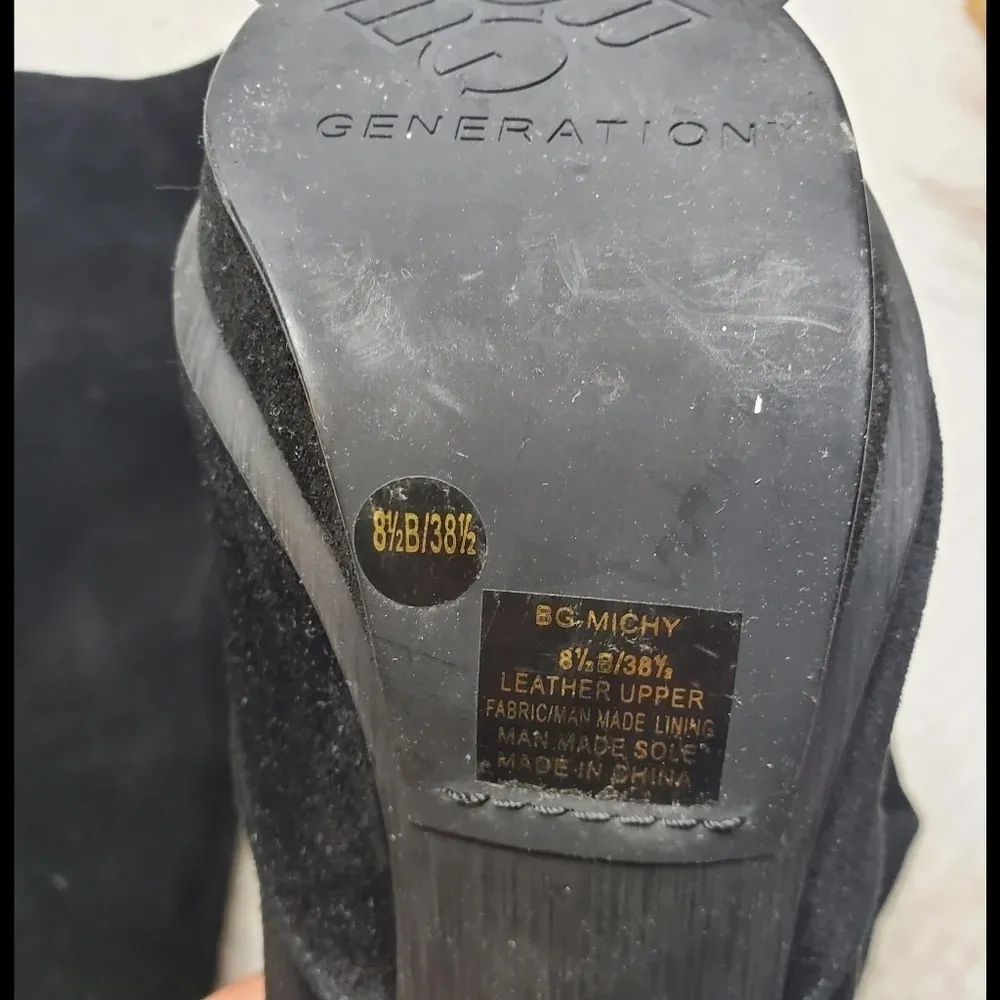 GENERATION
8½B/38½
BG-MICHY
8½B/38½
LEATHER UPPER
FABRIC/MAN MADE LINING
MAN MADE SOLE
MADE IN CHINA